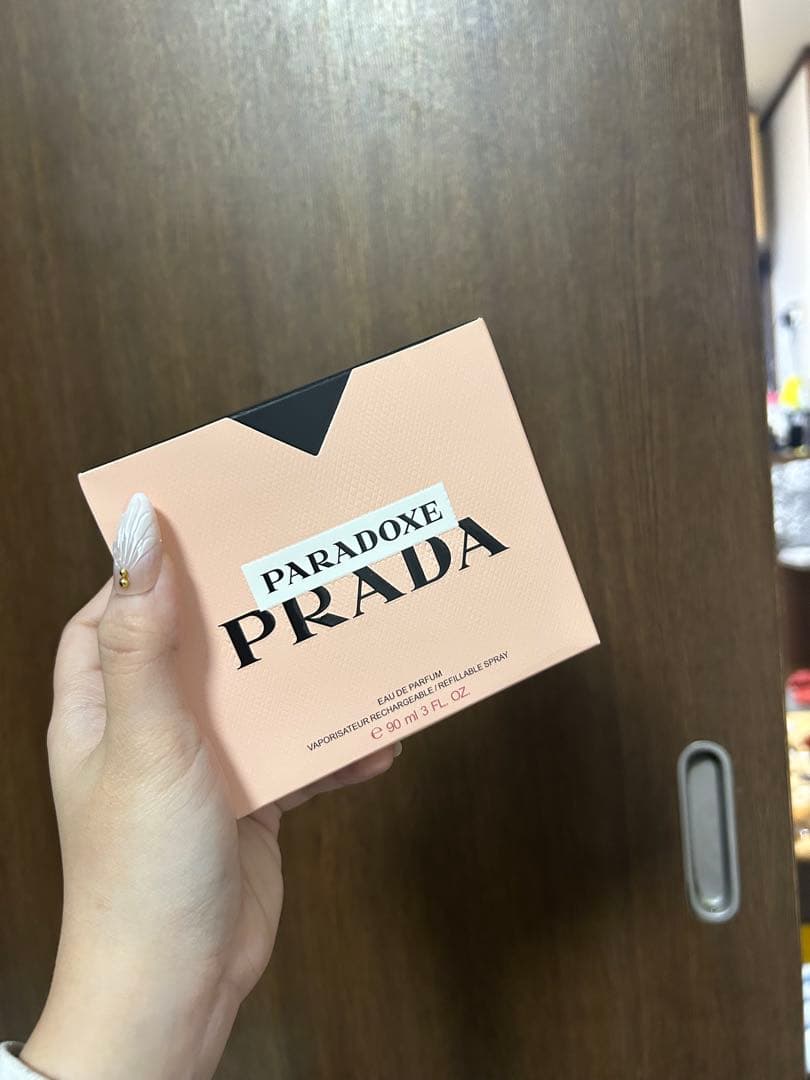 PARADOXE
PRADA
EAU DE PARFUM
VAPORISATEUR RECHARGEABLE / REFILLABLE SPRAY
℮ 90 ml 3 FL. OZ.